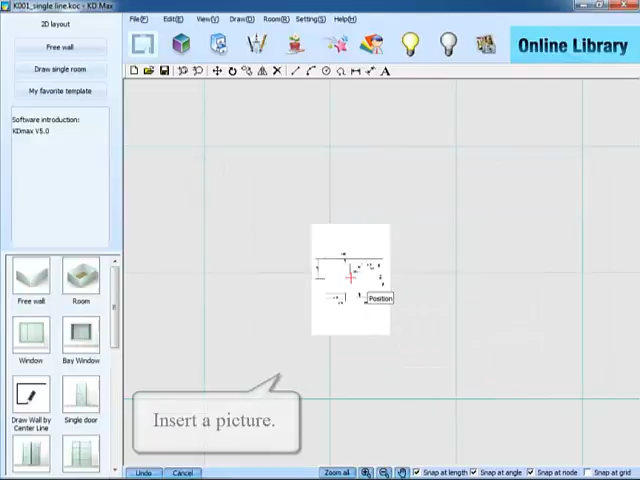 K001_single line.koc - KD Max
2D layout
Free wall
Draw single room
My favorite template
Software introduction:
KDmax V5.0
Free wall
Room
Window
Bay Window
Draw Wall by
Center Line
Single door
File(F)
Edit(E)
View(V)
Draw(D)
Room(R)
Setting(S)
Help(H)
Online Library
A
Position
Insert a picture.
Undo
Cancel
Zoom all
Snap at length
Snap at angle
Snap at node
Snap at grid